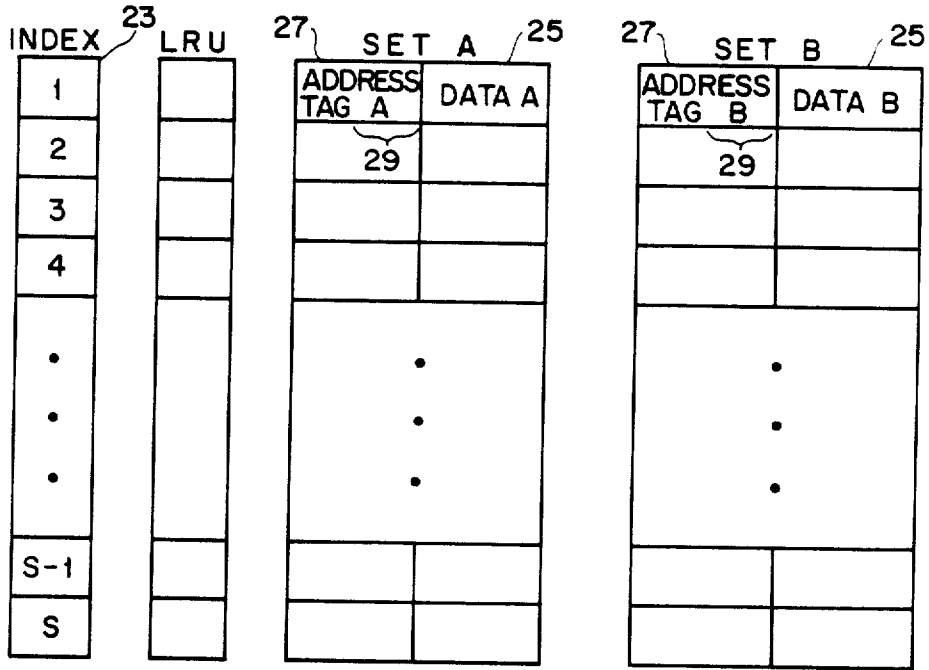 23
INDEX
LRU
27
SET A
25
27
SET B
25
1
ADDRESS
TAG A
DATA A
ADDRESS
TAG B
DATA B
2
29
29
3
4
S-1
S